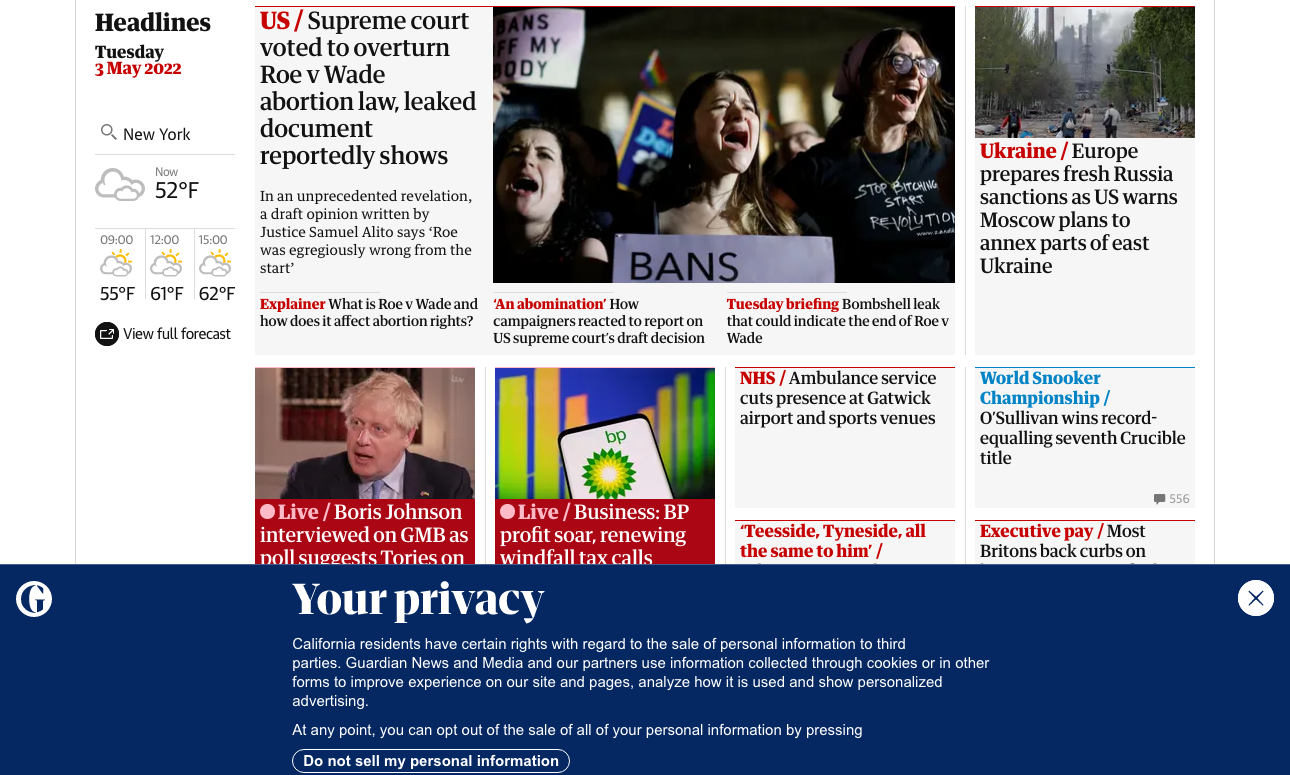 Headlines
Tuesday
3 May 2022
New York
Now
52°F
09:00
12:00
15:00
55°F
61°F
62°F
View full forecast
US / Supreme court
voted to overturn
Roe v Wade
abortion law, leaked
document
reportedly shows
In an unprecedented revelation,
a draft opinion written by
Justice Samuel Alito says ‘Roe
was egregiously wrong from the
start’
BANS
OFF MY
BODY
STOP BITCHING
START
A
REVOLUTION
BANS
Explainer What is Roe v Wade and
how does it affect abortion rights?
‘An abomination’ How
campaigners reacted to report on
US supreme court’s draft decision
Tuesday briefing Bombshell leak
that could indicate the end of Roe v
Wade
Ukraine / Europe
prepares fresh Russia
sanctions as US warns
Moscow plans to
annex parts of east
Ukraine
itv
Live / Boris Johnson
interviewed on GMB as
poll suggests Tories on
bp
Live / Business: BP
profit soar, renewing
windfall tax calls
NHS / Ambulance service
cuts presence at Gatwick
airport and sports venues
World Snooker
Championship /
O’Sullivan wins record-
equalling seventh Crucible
title
556
‘Teesside, Tyneside, all
the same to him’ /
Executive pay / Most
Britons back curbs on
G
Your privacy
California residents have certain rights with regard to the sale of personal information to third
parties. Guardian News and Media and our partners use information collected through cookies or in other
forms to improve experience on our site and pages, analyze how it is used and show personalized
advertising.
At any point, you can opt out of the sale of all of your personal information by pressing
Do not sell my personal information